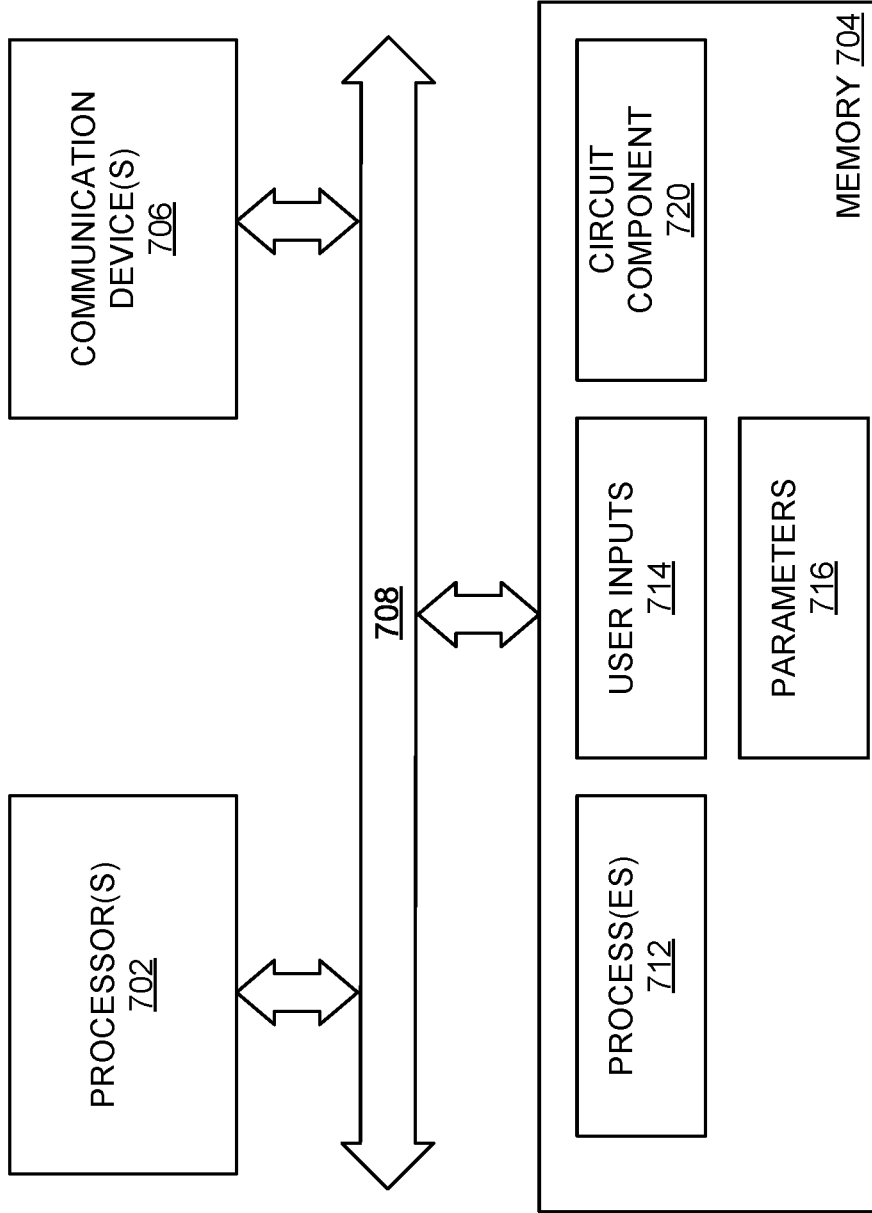 PROCESSOR(S)
702
COMMUNICATION
DEVICE(S)
706
708
PROCESS(ES)
712
USER INPUTS
714
CIRCUIT
COMPONENT
720
PARAMETERS
716
MEMORY 704